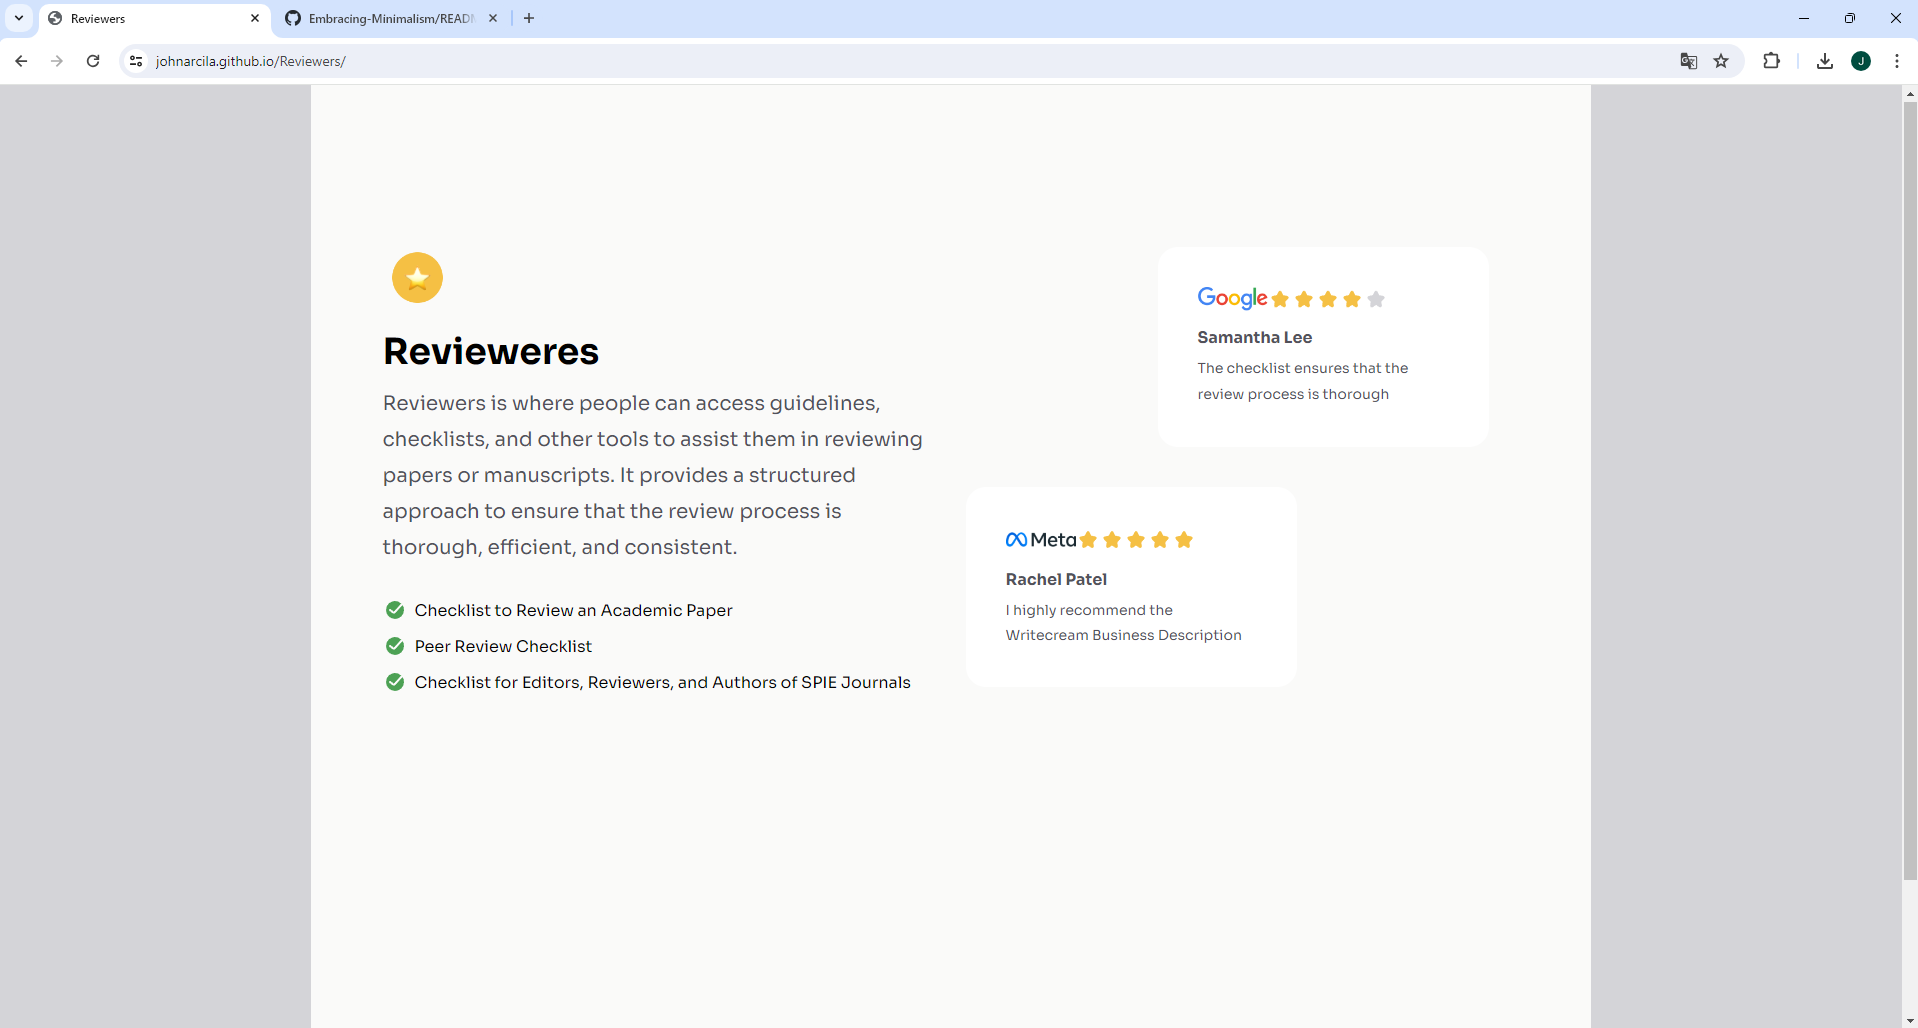 Reviewers
Embracing-Minimalism/READ
johnarcila.github.io/Reviewers/
J
Revieweres
Reviewers is where people can access guidelines,
checklists, and other tools to assist them in reviewing
papers or manuscripts. It provides a structured
approach to ensure that the review process is
thorough, efficient, and consistent.
Checklist to Review an Academic Paper
Peer Review Checklist
Checklist for Editors, Reviewers, and Authors of SPIE Journals
Google
Samantha Lee
The checklist ensures that the
review process is thorough
Meta
Rachel Patel
I highly recommend the
Writecream Business Description